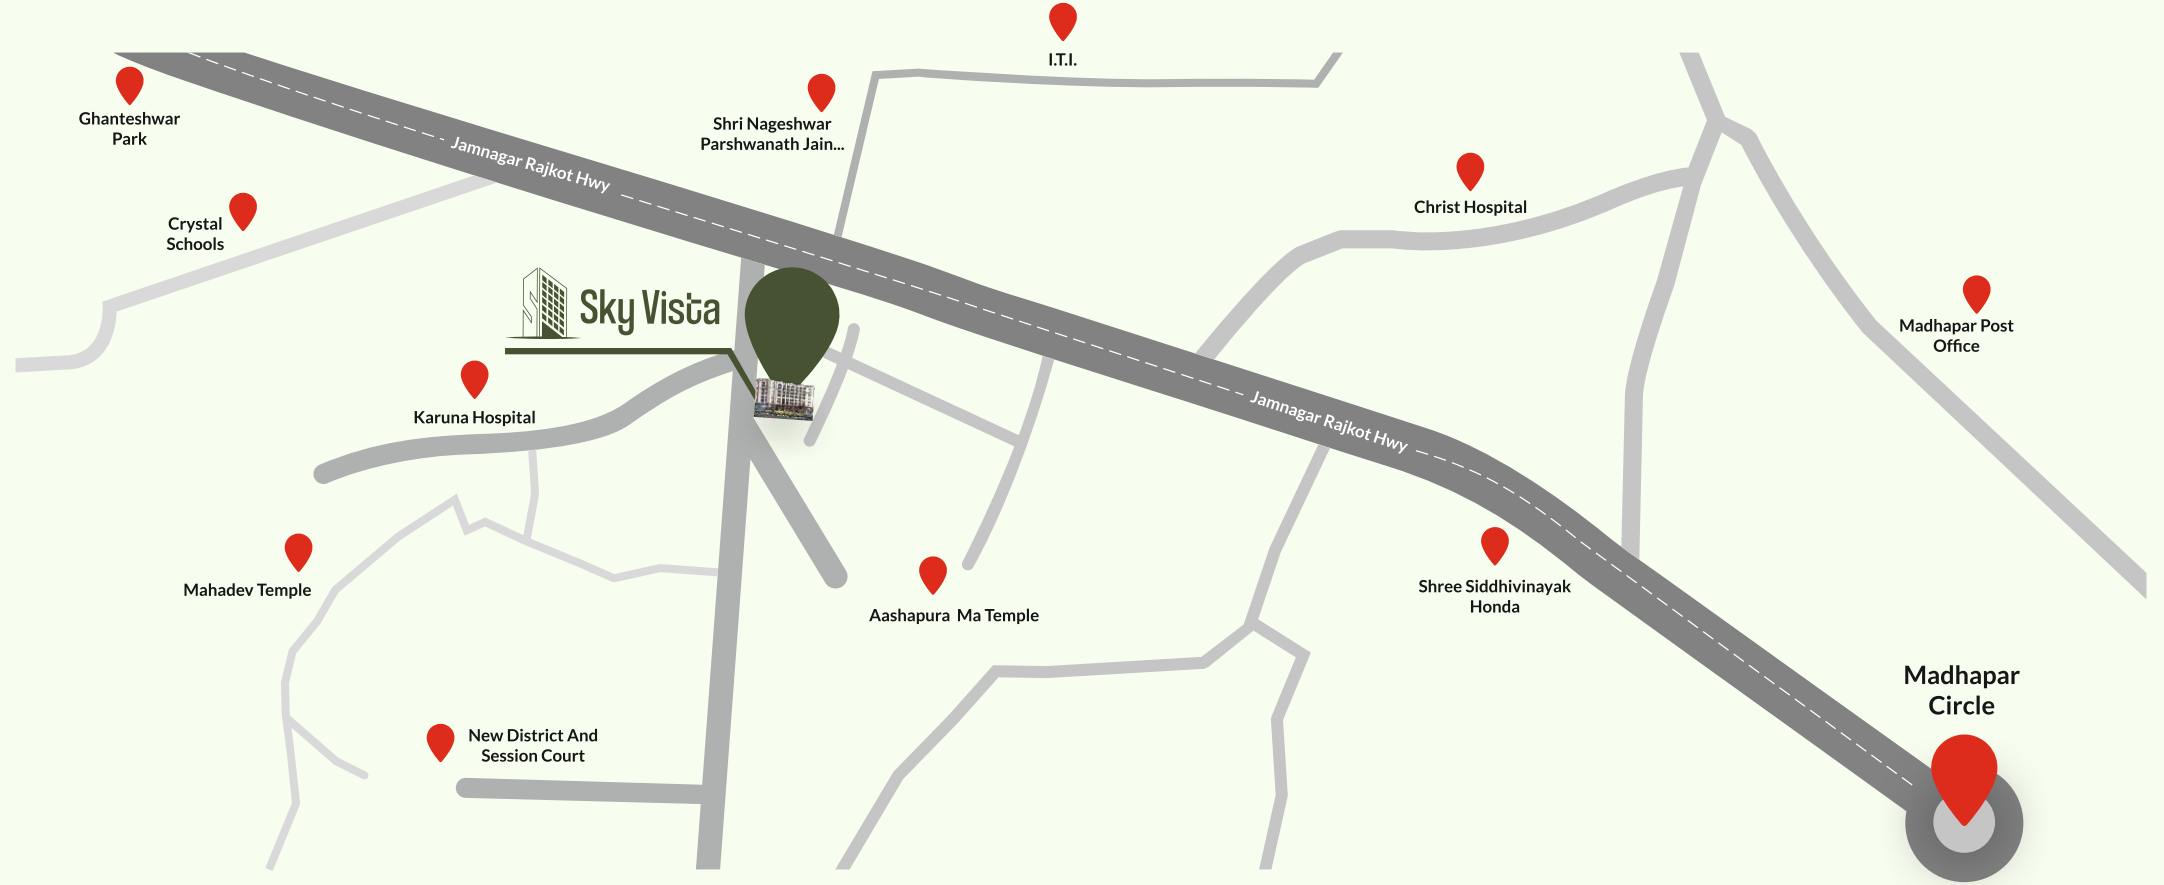 I.T.I.
Ghanteshwar
Park
Shri Nageshwar
Parshwanath Jain...
Jamnagar Rajkot Hwy
Crystal
Schools
Christ Hospital
Sky Vista
Madhapar Post
Office
Karuna Hospital
Jamnagar Rajkot Hwy
Mahadev Temple
Aashapura Ma Temple
Shree Siddhivinayak
Honda
New District And
Session Court
Madhapar
Circle